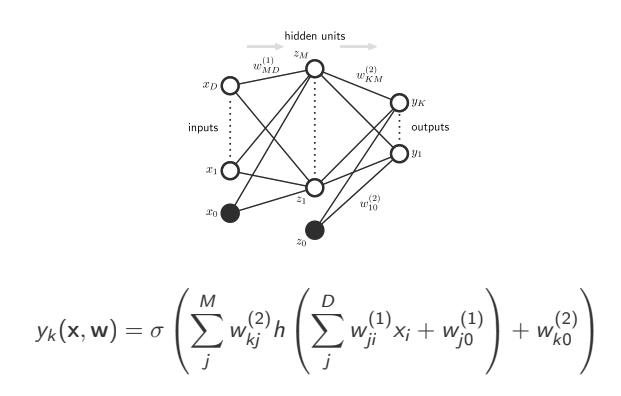 hidden units
z_M
w_{MD}^{(1)}
w_{KM}^{(2)}
x_D
y_K
inputs
outputs
y_1
x_1
z_1
w_{10}^{(2)}
x_0
z_0
y_k(\mathbf{x}, \mathbf{w}) = \sigma \left( \sum_{j}^{M} w_{kj}^{(2)} h \left( \sum_{j}^{D} w_{ji}^{(1)} x_i + w_{j0}^{(1)} \right) + w_{k0}^{(2)} \right)